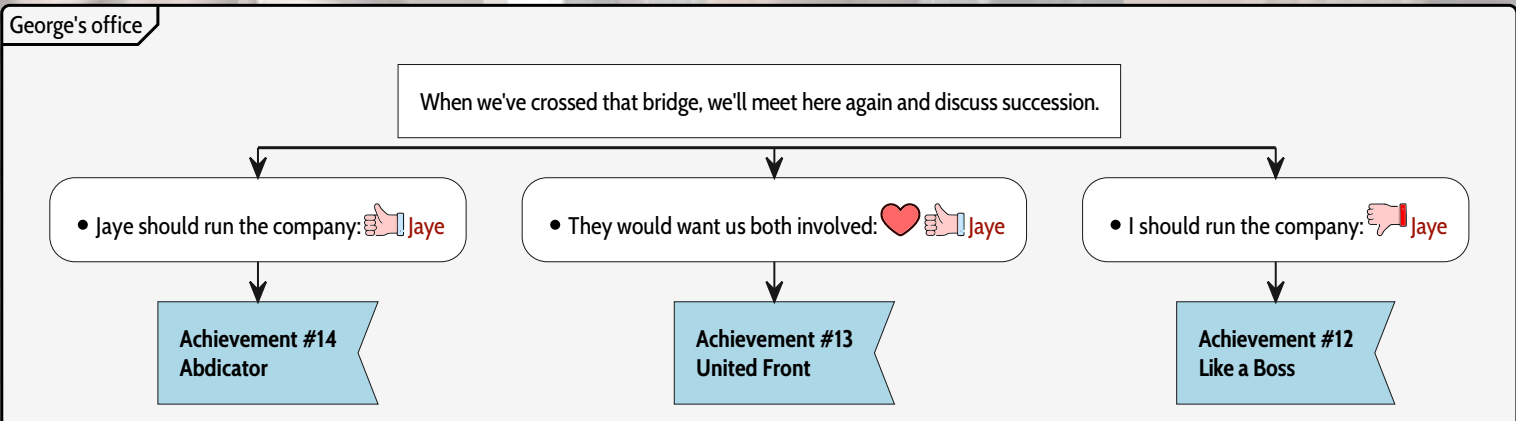 George's office
When we've crossed that bridge, we'll meet here again and discuss succession.
• Jaye should run the company: Jaye
• They would want us both involved: Jaye
• I should run the company: Jaye
Achievement #14
Abdicator
Achievement #13
United Front
Achievement #12
Like a Boss